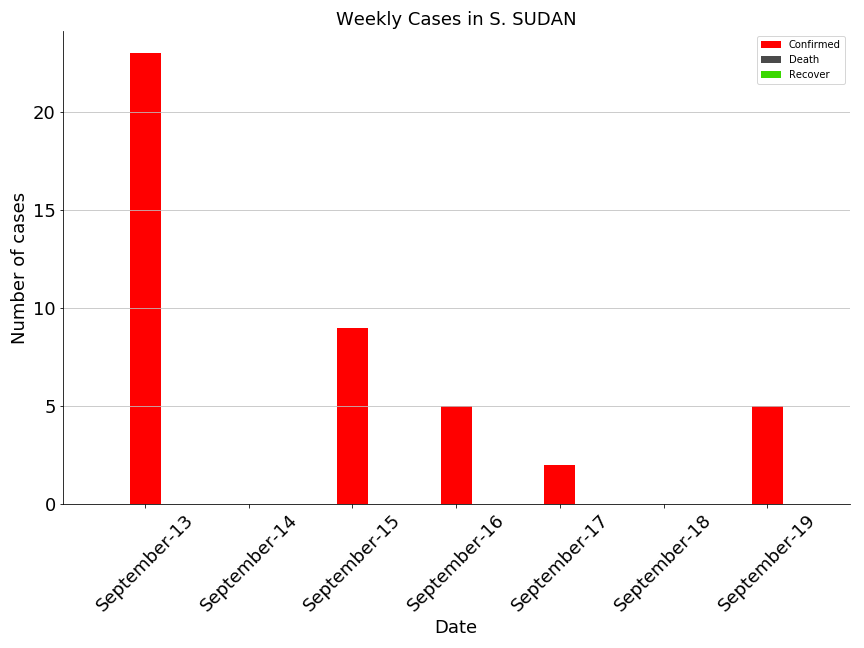 Weekly Cases in S. SUDAN
Confirmed
Death
Recover
Number of cases
20
15
10
5
0
September-13
September-14
September-15
September-16
September-17
September-18
September-19
Date